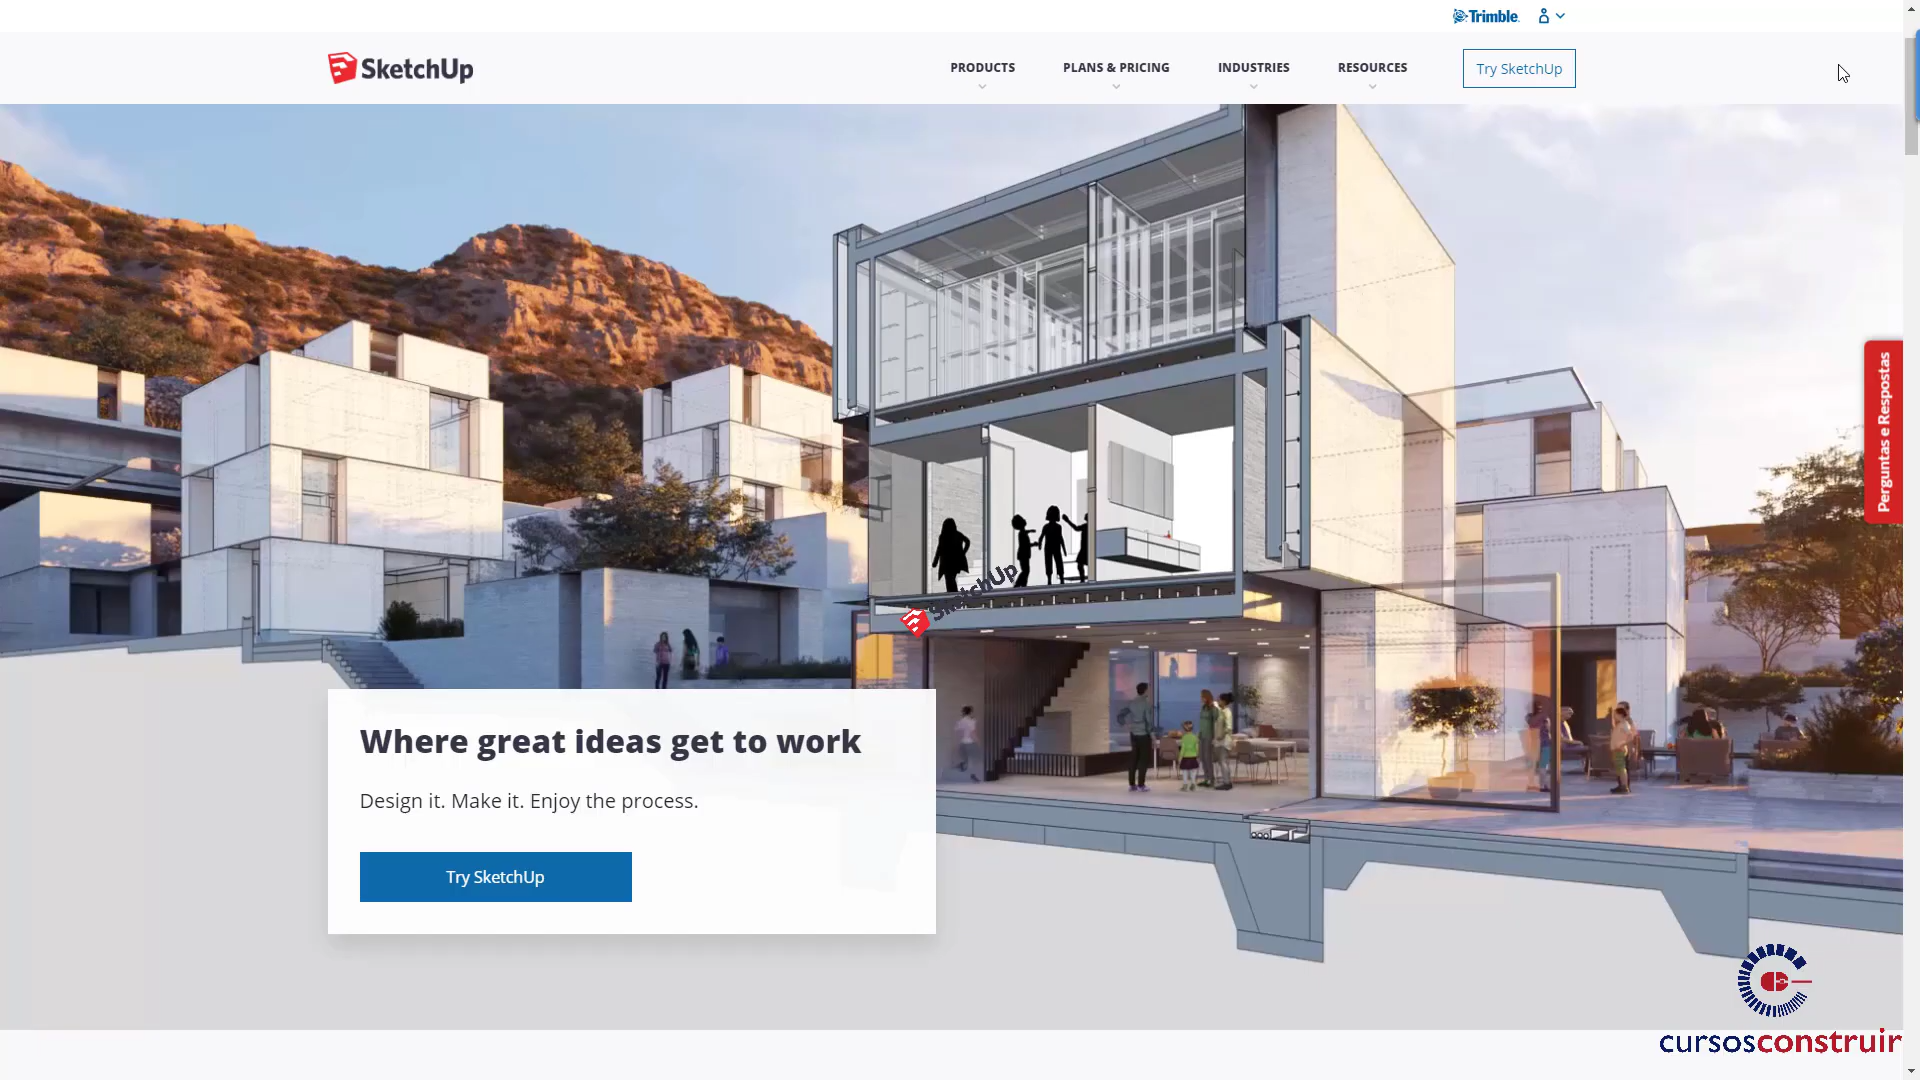 Trimble
SketchUp
PRODUCTS
PLANS & PRICING
INDUSTRIES
RESOURCES
Try SketchUp
Perguntas e Respostas
SketchUp
Where great ideas get to work
Design it. Make it. Enjoy the process.
Try SketchUp
cursosconstruir